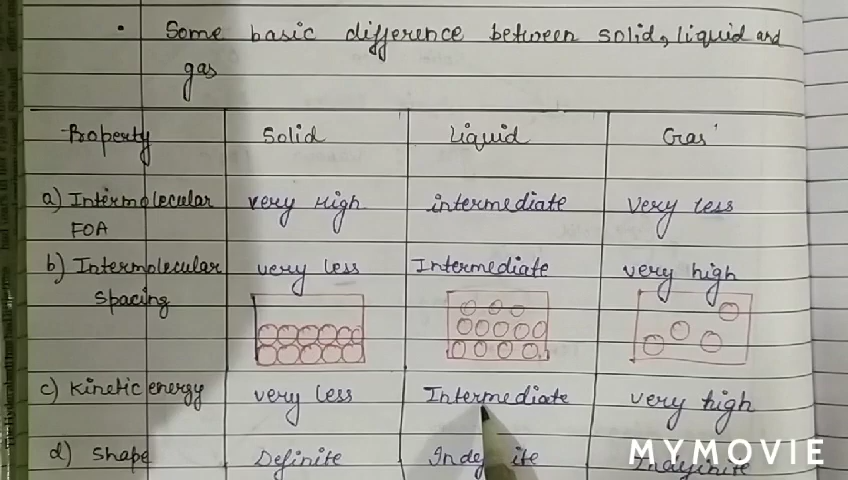 • Some basic difference between solid, liquid and
gas
Property Solid Liquid Gas
a) Intermolecular very High intermediate Very less
FOA
b) Intermolecular very less Intermediate very high
spacing
c) Kinetic energy very less Intermediate very high
d) Shape Definite
MYMOVIE